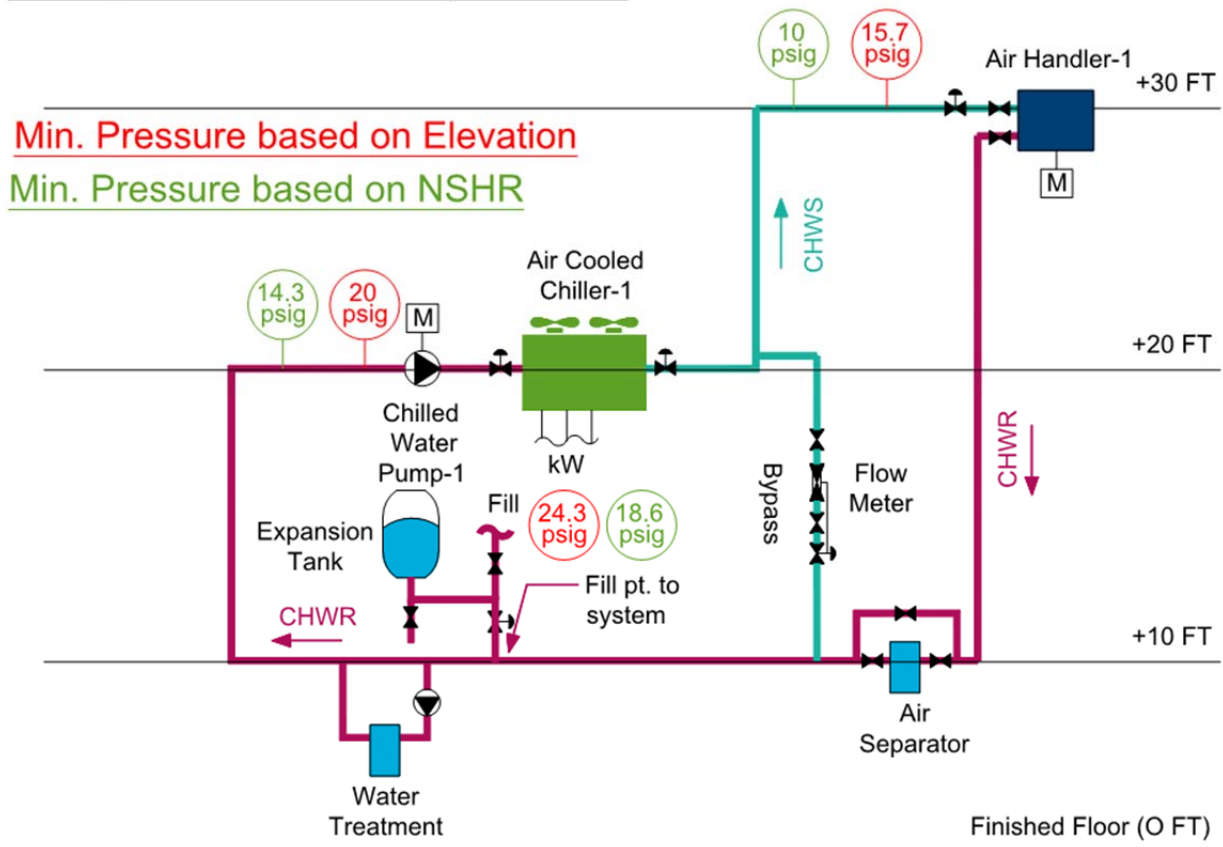 10
psig
15.7
psig
Air Handler-1
+30 FT
Min. Pressure based on Elevation
Min. Pressure based on NSHR
M
CHWS
Air Cooled
Chiller-1
14.3
psig
20
psig
M
+20 FT
Chilled
Water
Pump-1
kW
CHWR
Bypass
Flow
Meter
Fill
24.3
psig
18.6
psig
Expansion
Tank
Fill pt. to
system
CHWR
+10 FT
Air
Separator
Water
Treatment
Finished Floor (O FT)